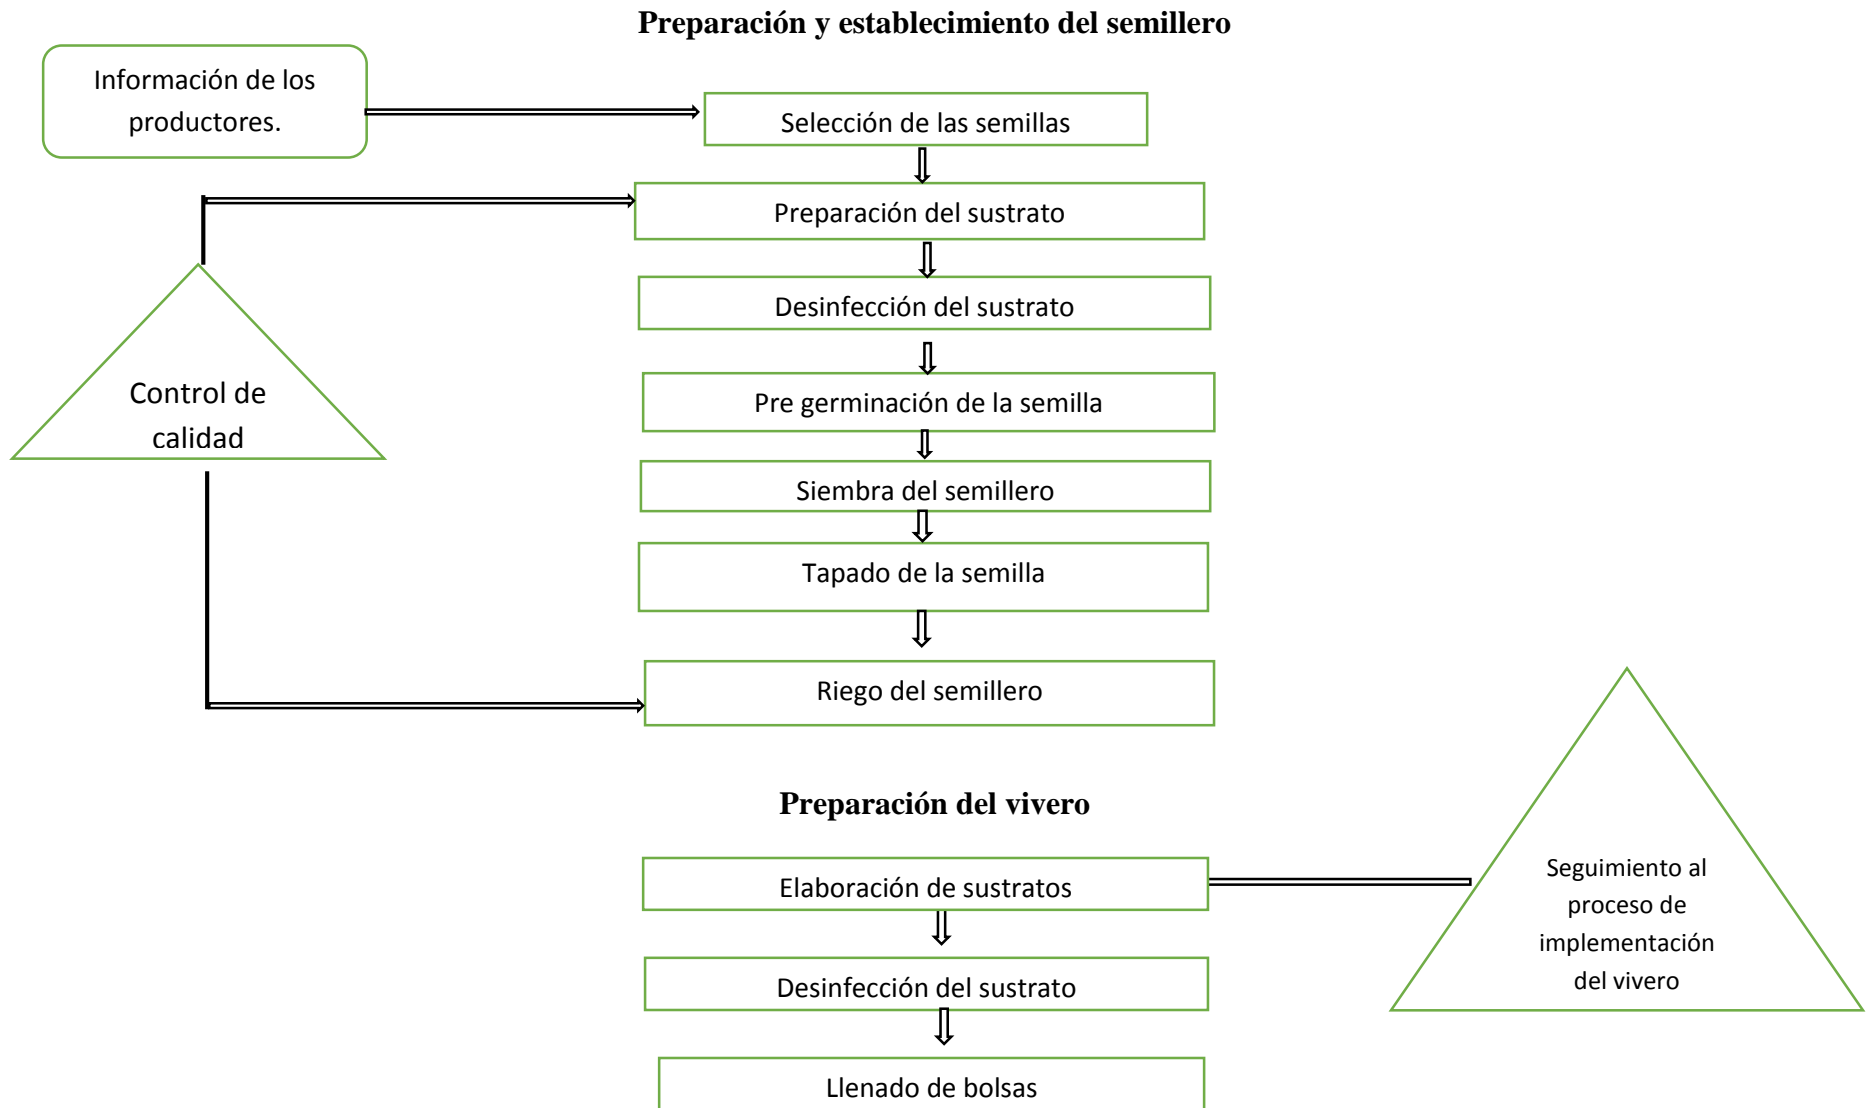 Preparación y establecimiento del semillero
Información de los
productores.
Selección de las semillas
Preparación del sustrato
Desinfección del sustrato
Control de
calidad
Pre germinación de la semilla
Siembra del semillero
Tapado de la semilla
Riego del semillero
Preparación del vivero
Elaboración de sustratos
Seguimiento al
proceso de
implementación
del vivero
Desinfección del sustrato
Llenado de bolsas